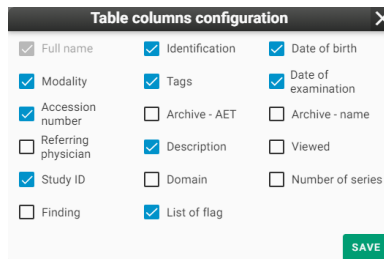 Table columns configuration
Full name
Identification
Date of birth
Modality
Tags
Date of
examination
Accession
number
Archive - AET
Archive - name
Referring
physician
Description
Viewed
Study ID
Domain
Number of series
Finding
List of flag
SAVE